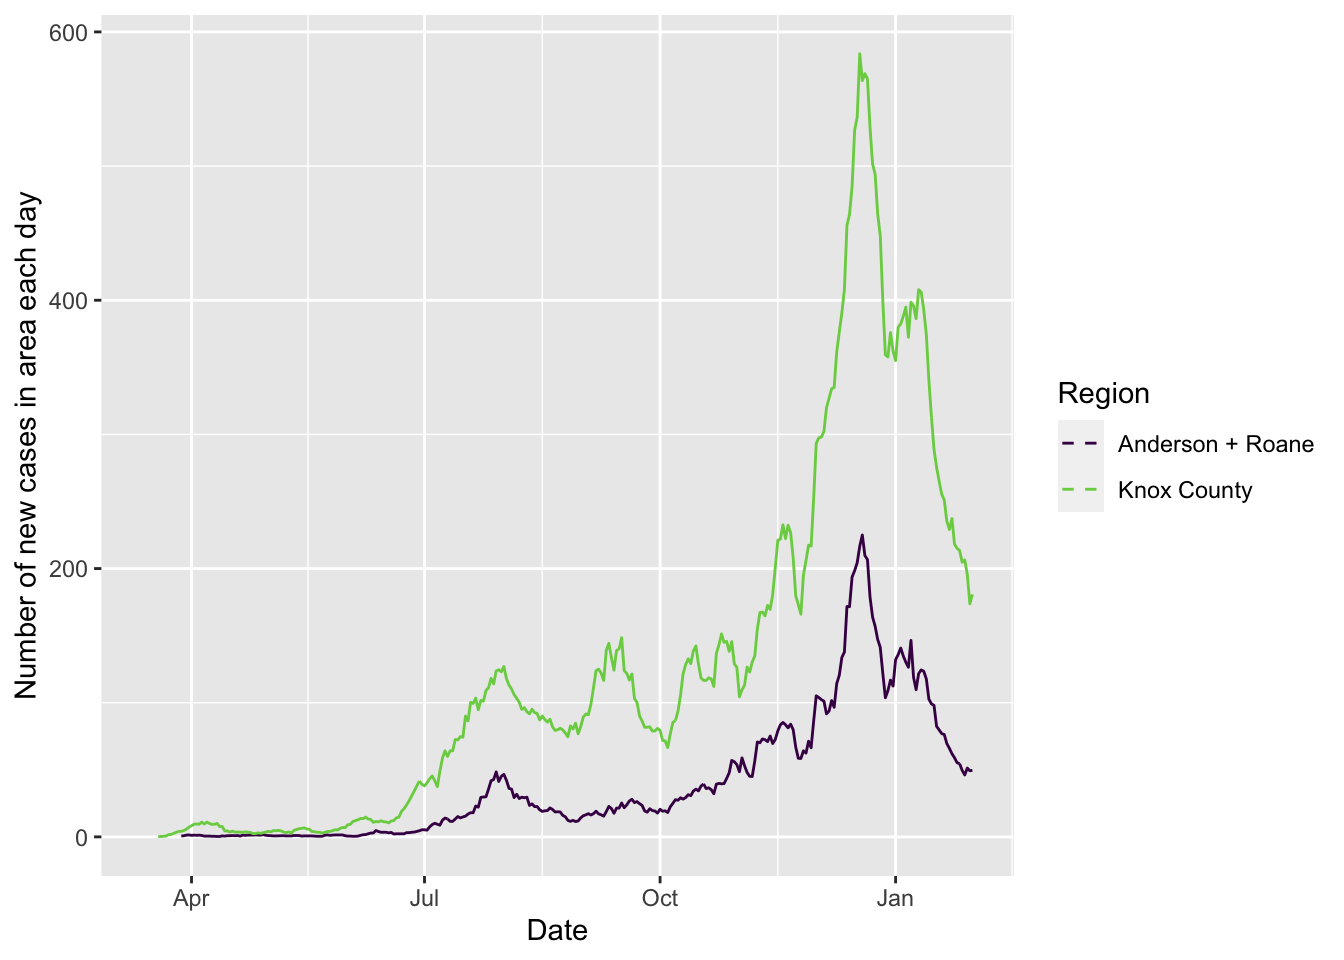 600
400
200
0
Apr Jul Oct Jan
Date
Number of new cases in area each day
Region
Anderson + Roane
Knox County